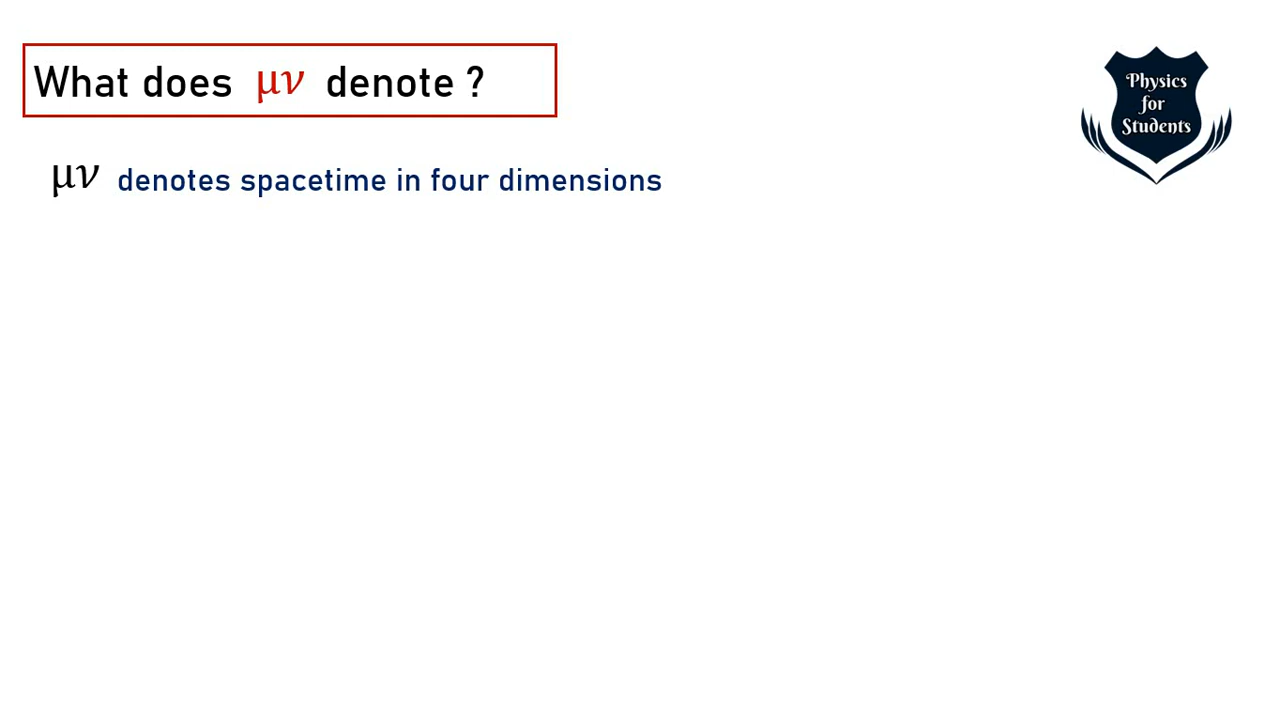 What does μν denote ?
μν denotes spacetime in four dimensions
Physics
for
Students